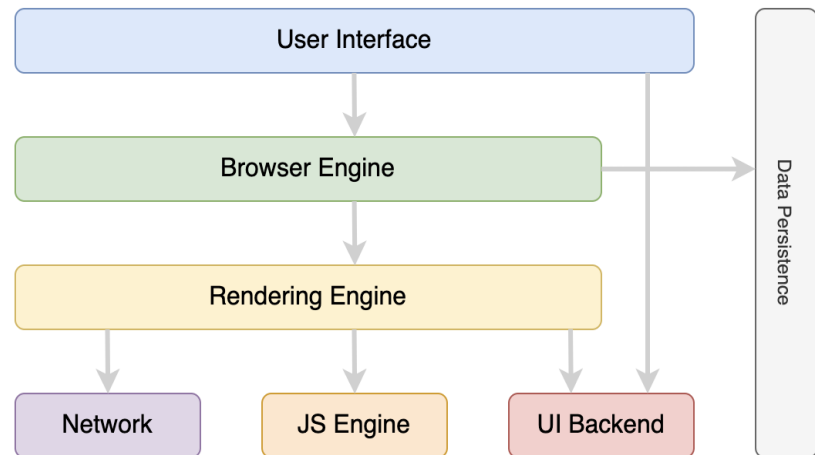 User Interface
Browser Engine
Data Persistence
Rendering Engine
Network
JS Engine
UI Backend